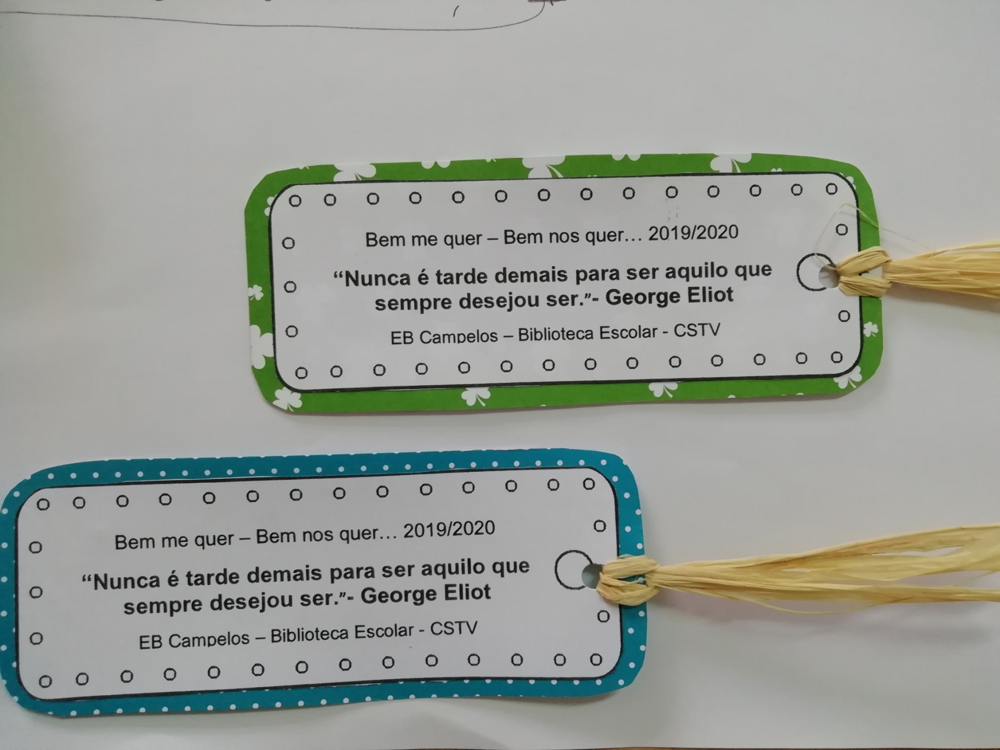 Bem me quer – Bem nos quer... 2019/2020
“Nunca é tarde demais para ser aquilo que
sempre desejou ser.”- George Eliot
EB Campelos – Biblioteca Escolar - CSTV
Bem me quer – Bem nos quer... 2019/2020
“Nunca é tarde demais para ser aquilo que
sempre desejou ser.”- George Eliot
EB Campelos – Biblioteca Escolar - CSTV